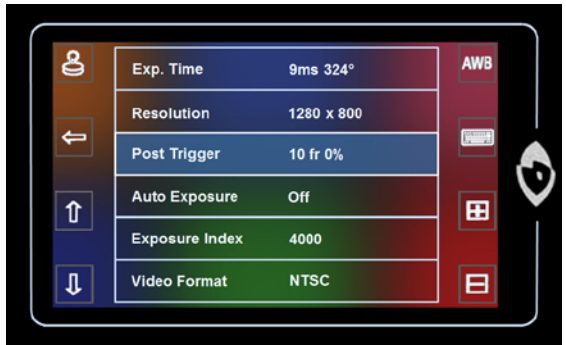 AWB
Exp. Time 9ms 324°
Resolution 1280 x 800
Post Trigger 10 fr 0%
Auto Exposure Off
Exposure Index 4000
Video Format NTSC